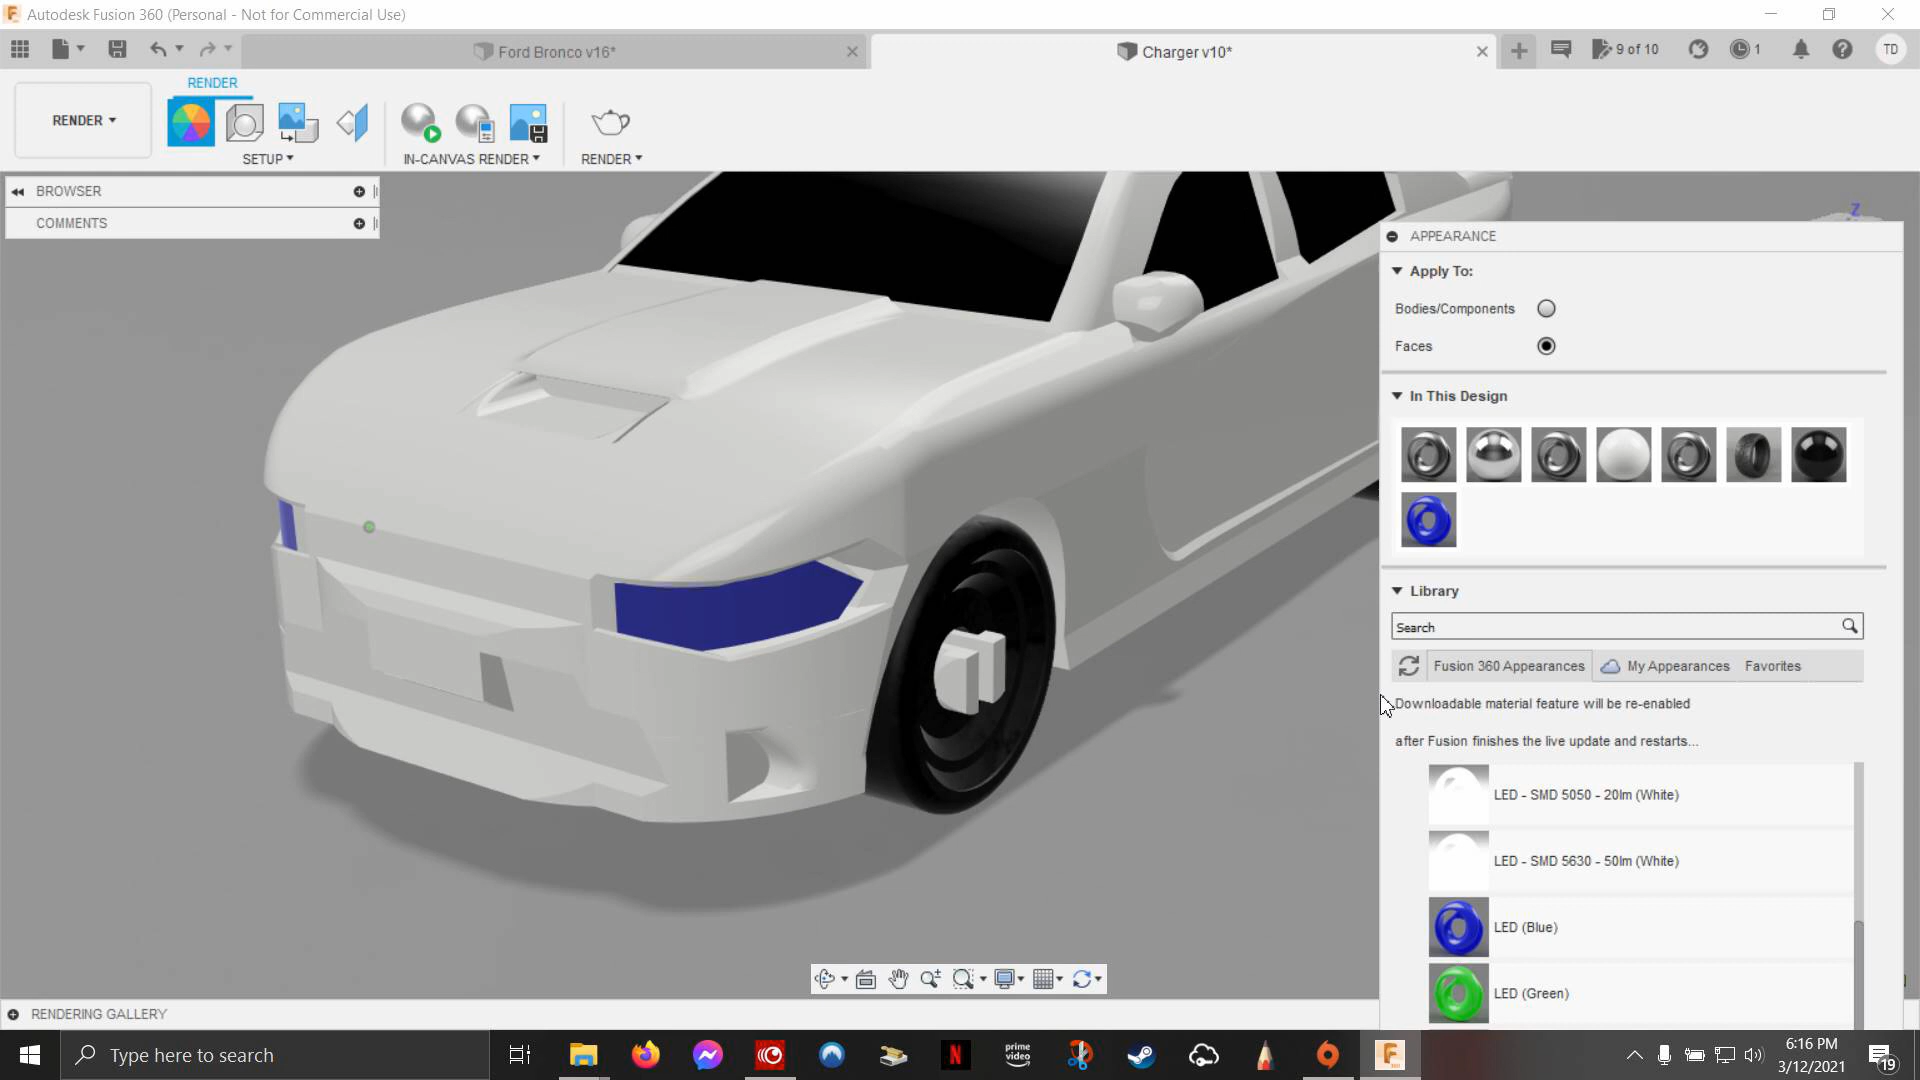 Autodesk Fusion 360 (Personal - Not for Commercial Use)
Ford Bronco v16*
Charger v10*
9 of 10
1
TD
RENDER
RENDER
SETUP
IN-CANVAS RENDER
RENDER
BROWSER
COMMENTS
Z
APPEARANCE
Apply To:
Bodies/Components
Faces
In This Design
Library
Search
Fusion 360 Appearances
My Appearances
Favorites
Downloadable material feature will be re-enabled
after Fusion finishes the live update and restarts...
LED - SMD 5050 - 20lm (White)
LED - SMD 5630 - 50lm (White)
LED (Blue)
LED (Green)
RENDERING GALLERY
Type here to search
N
prime
video
F
6:16 PM
3/12/2021
19